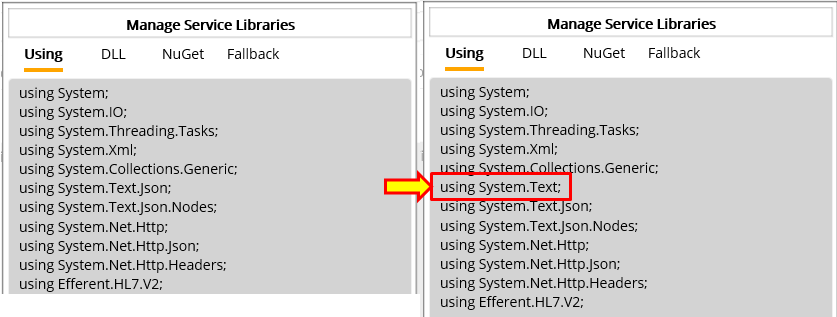 Manage Service Libraries
Using DLL NuGet Fallback
using System;
using System.IO;
using System.Threading.Tasks;
using System.Xml;
using System.Collections.Generic;
using System.Text.Json;
using System.Text.Json.Nodes;
using System.Net.Http;
using System.Net.Http.Json;
using System.Net.Http.Headers;
using Efferent.HL7.V2;
Manage Service Libraries
Using DLL NuGet Fallback
using System;
using System.IO;
using System.Threading.Tasks;
using System.Xml;
using System.Collections.Generic;
using System.Text;
using System.Text.Json;
using System.Text.Json.Nodes;
using System.Net.Http;
using System.Net.Http.Json;
using System.Net.Http.Headers;
using Efferent.HL7.V2;